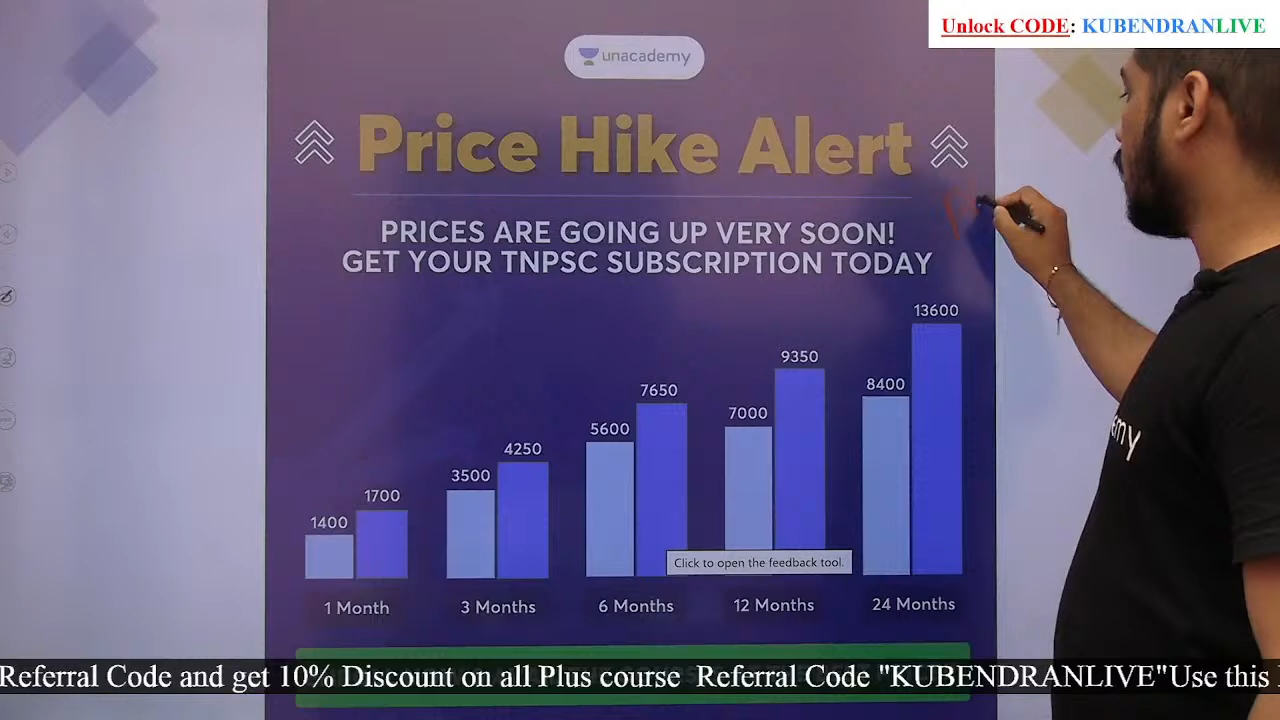 Unlock CODE: KUBENDRANLIVE
unacademy
Price Hike Alert
PRICES ARE GOING UP VERY SOON!
GET YOUR TNPSC SUBSCRIPTION TODAY
1400
1700
3500
4250
5600
7650
7000
9350
8400
13600
Click to open the feedback tool.
1 Month
3 Months
6 Months
12 Months
24 Months
Referral Code and get 10% Discount on all Plus course Referral Code "KUBENDRANLIVE"Use this